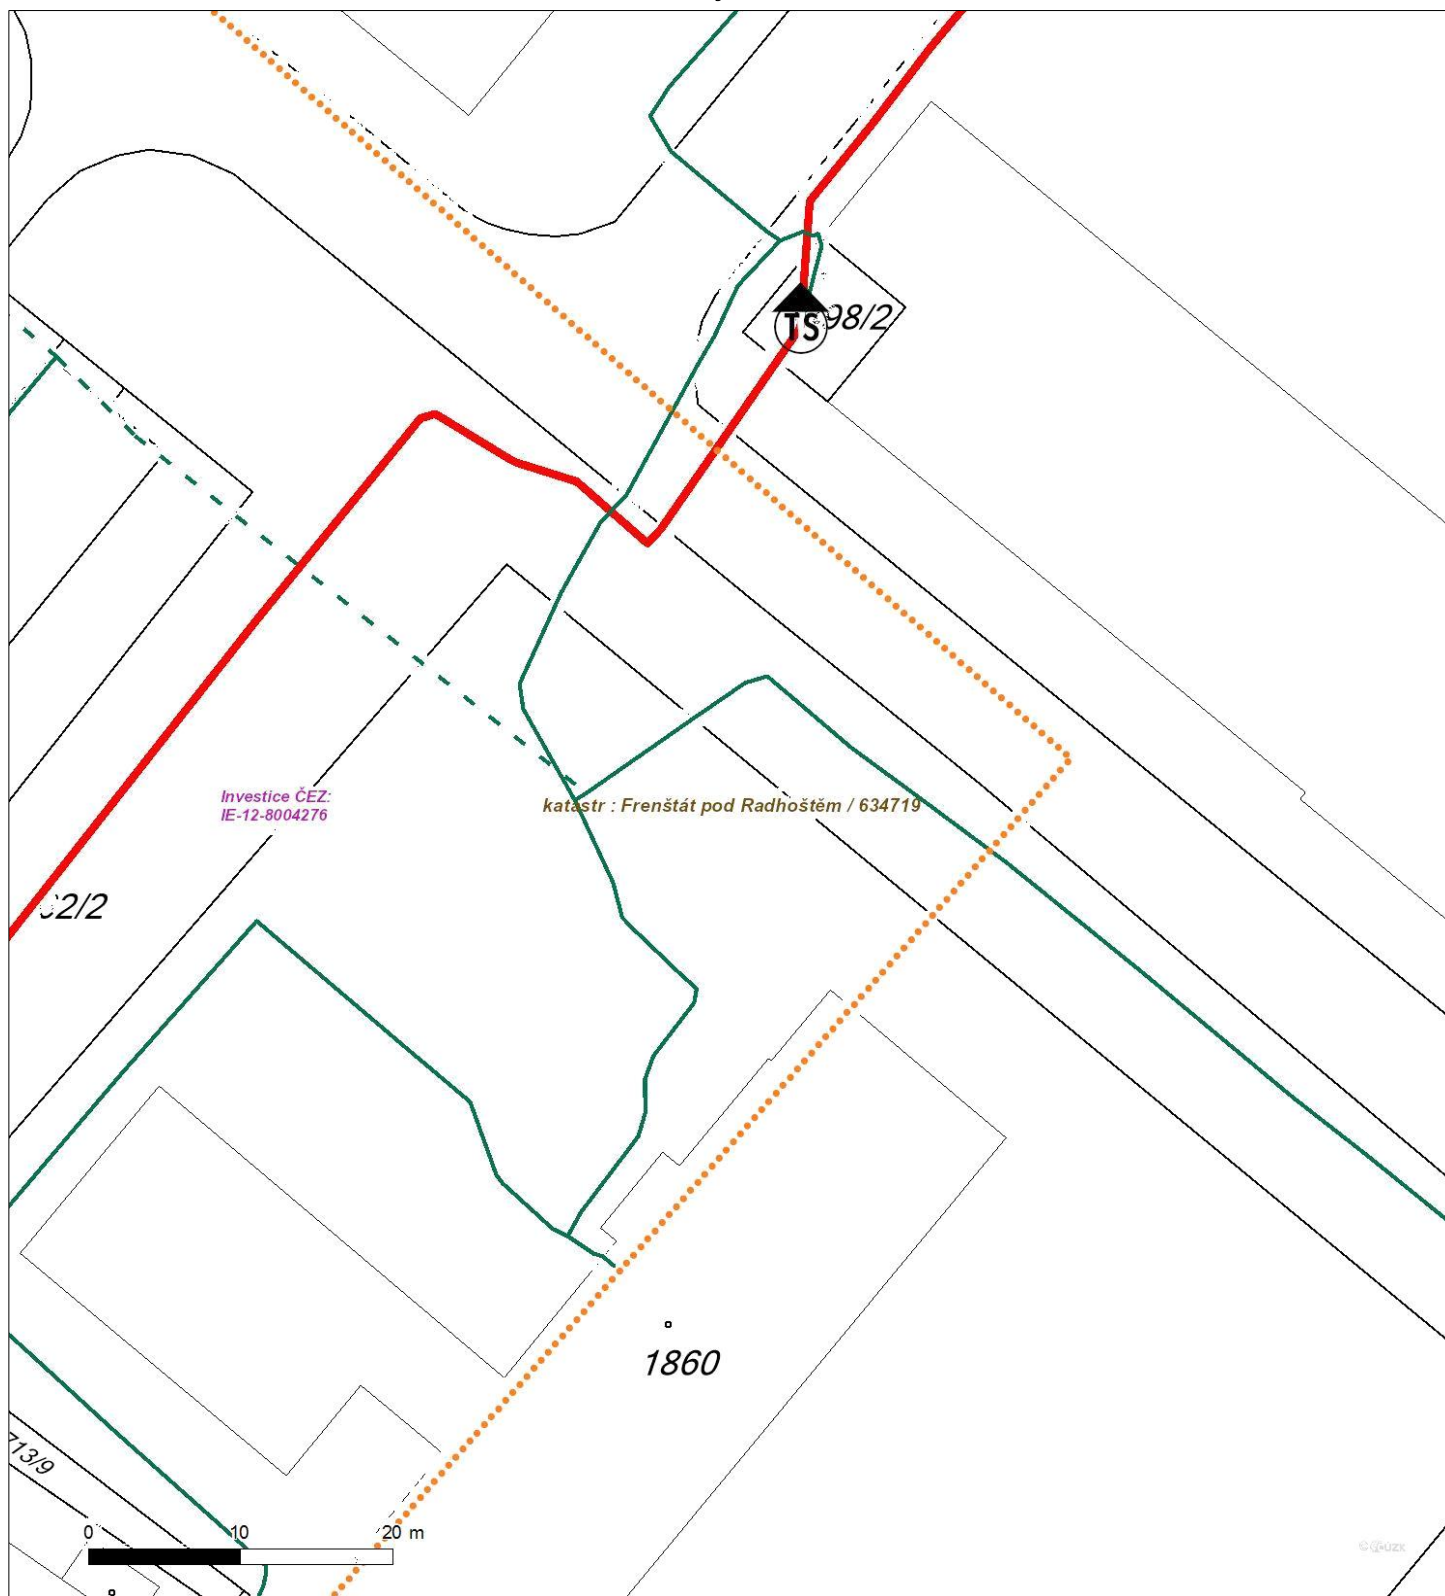 98/2
TS
Investice ČEZ:
IE-12-8004276
katastr : Frenštát pod Radhoštěm / 634719
2/2
1860
713/9
0 10 20 m